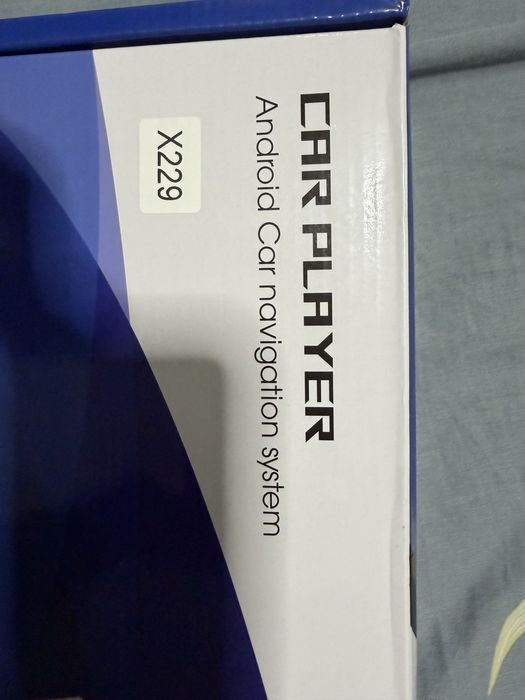 CAR PLAYER
Android Car navigation system
X229